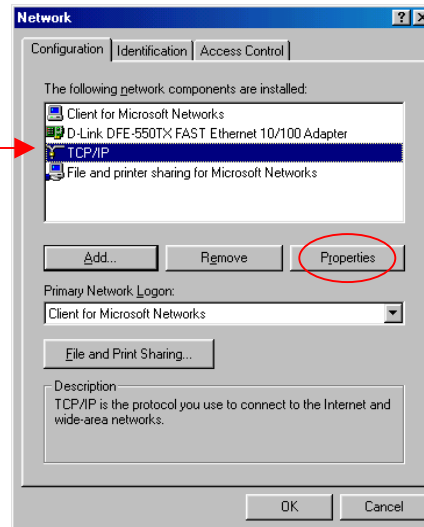 Network
Configuration Identification Access Control
The following network components are installed:
Client for Microsoft Networks
D-Link DFE-550TX FAST Ethernet 10/100 Adapter
TCP/IP
File and printer sharing for Microsoft Networks
Add... Remove Properties
Primary Network Logon:
Client for Microsoft Networks
File and Print Sharing...
Description
TCP/IP is the protocol you use to connect to the Internet and
wide-area networks.
OK Cancel